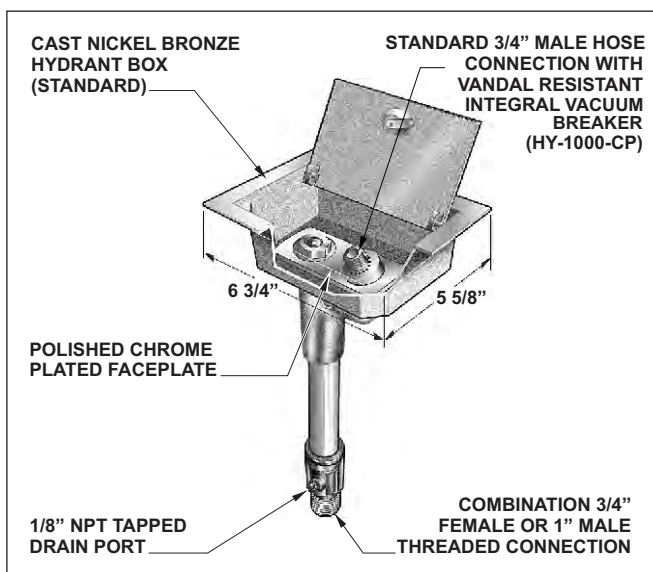 CAST NICKEL BRONZE
HYDRANT BOX
(STANDARD)
STANDARD 3/4” MALE HOSE
CONNECTION WITH
VANDAL RESISTANT
INTEGRAL VACUUM
BREAKER
(HY-1000-CP)
6 3/4”
5 5/8”
POLISHED CHROME
PLATED FACEPLATE
1/8” NPT TAPPED
DRAIN PORT
COMBINATION 3/4”
FEMALE OR 1” MALE
THREADED CONNECTION